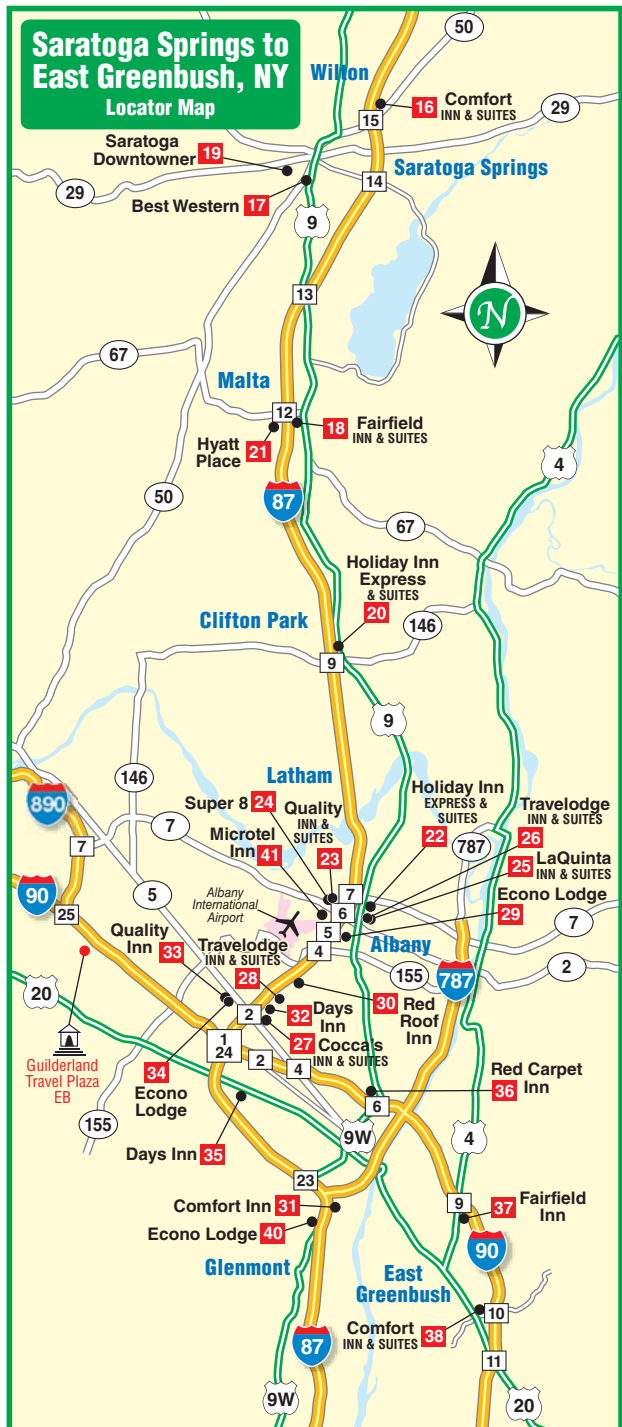 Saratoga Springs to
East Greenbush, NY
Locator Map
50
Wilton
16
Comfort
INN & SUITES
15
29
Saratoga
Downtowner
19
Saratoga Springs
14
29
Best Western
17
9
N
13
67
Malta
12
18
Fairfield
INN & SUITES
Hyatt
Place
21
4
87
50
67
Holiday Inn
Express
& SUITES
20
Clifton Park
146
9
9
146
Latham
890
Super 8
24
Quality
INN &
SUITES
23
Holiday Inn
EXPRESS &
SUITES
22
Travelodge
INN & SUITES
26
7
Microtel
Inn
41
787
25
LaQuinta
INN & SUITES
7
5
7
Econo Lodge
29
90
25
Albany
International
Airport
6
5
4
7
Albany
Quality
Inn
33
Travelodge
INN & SUITES
28
155
2
787
20
30
Red
Roof
Inn
32
Days
Inn
2
27
Cocca's
INN & SUITES
1
24
2
4
Guilderland
Travel Plaza
EB
34
Econo
Lodge
36
Red Carpet
Inn
6
155
9W
4
Days Inn
35
23
Comfort Inn
31
9
37
Fairfield
Inn
Econo Lodge
40
90
Glenmont
East
Greenbush
10
Comfort
INN & SUITES
38
87
11
9W
20